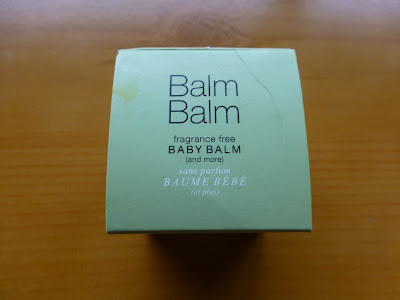 Balm
Balm
fragrance free
BABY BALM
(and more)
sans parfum
BAUME BÉBÉ
(et plus)